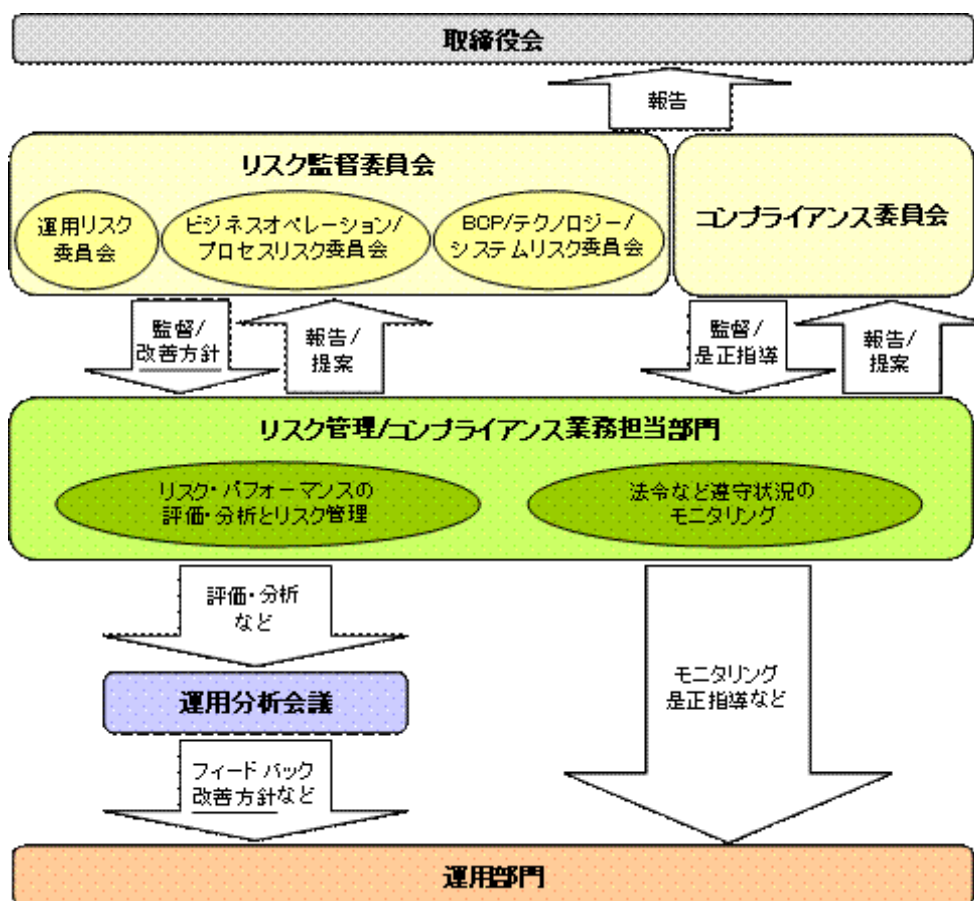 取締役会
報告
リスク監督委員会
運用リスク
委員会
ビジネスオペレーション/
プロセスリスク委員会
BCP/テクノロジー/
システムリスク委員会
コンプライアンス委員会
監督/
改善方針
報告/
提案
監督/
是正指導
報告/
提案
リスク管理/コンプライアンス業務担当部門
リスク・パフォーマンスの
評価・分析とリスク管理
法令など遵守状況の
モニタリング
評価・分析
など
運用分析会議
モニタリング
是正指導など
フィードバック
改善方針など
運用部門